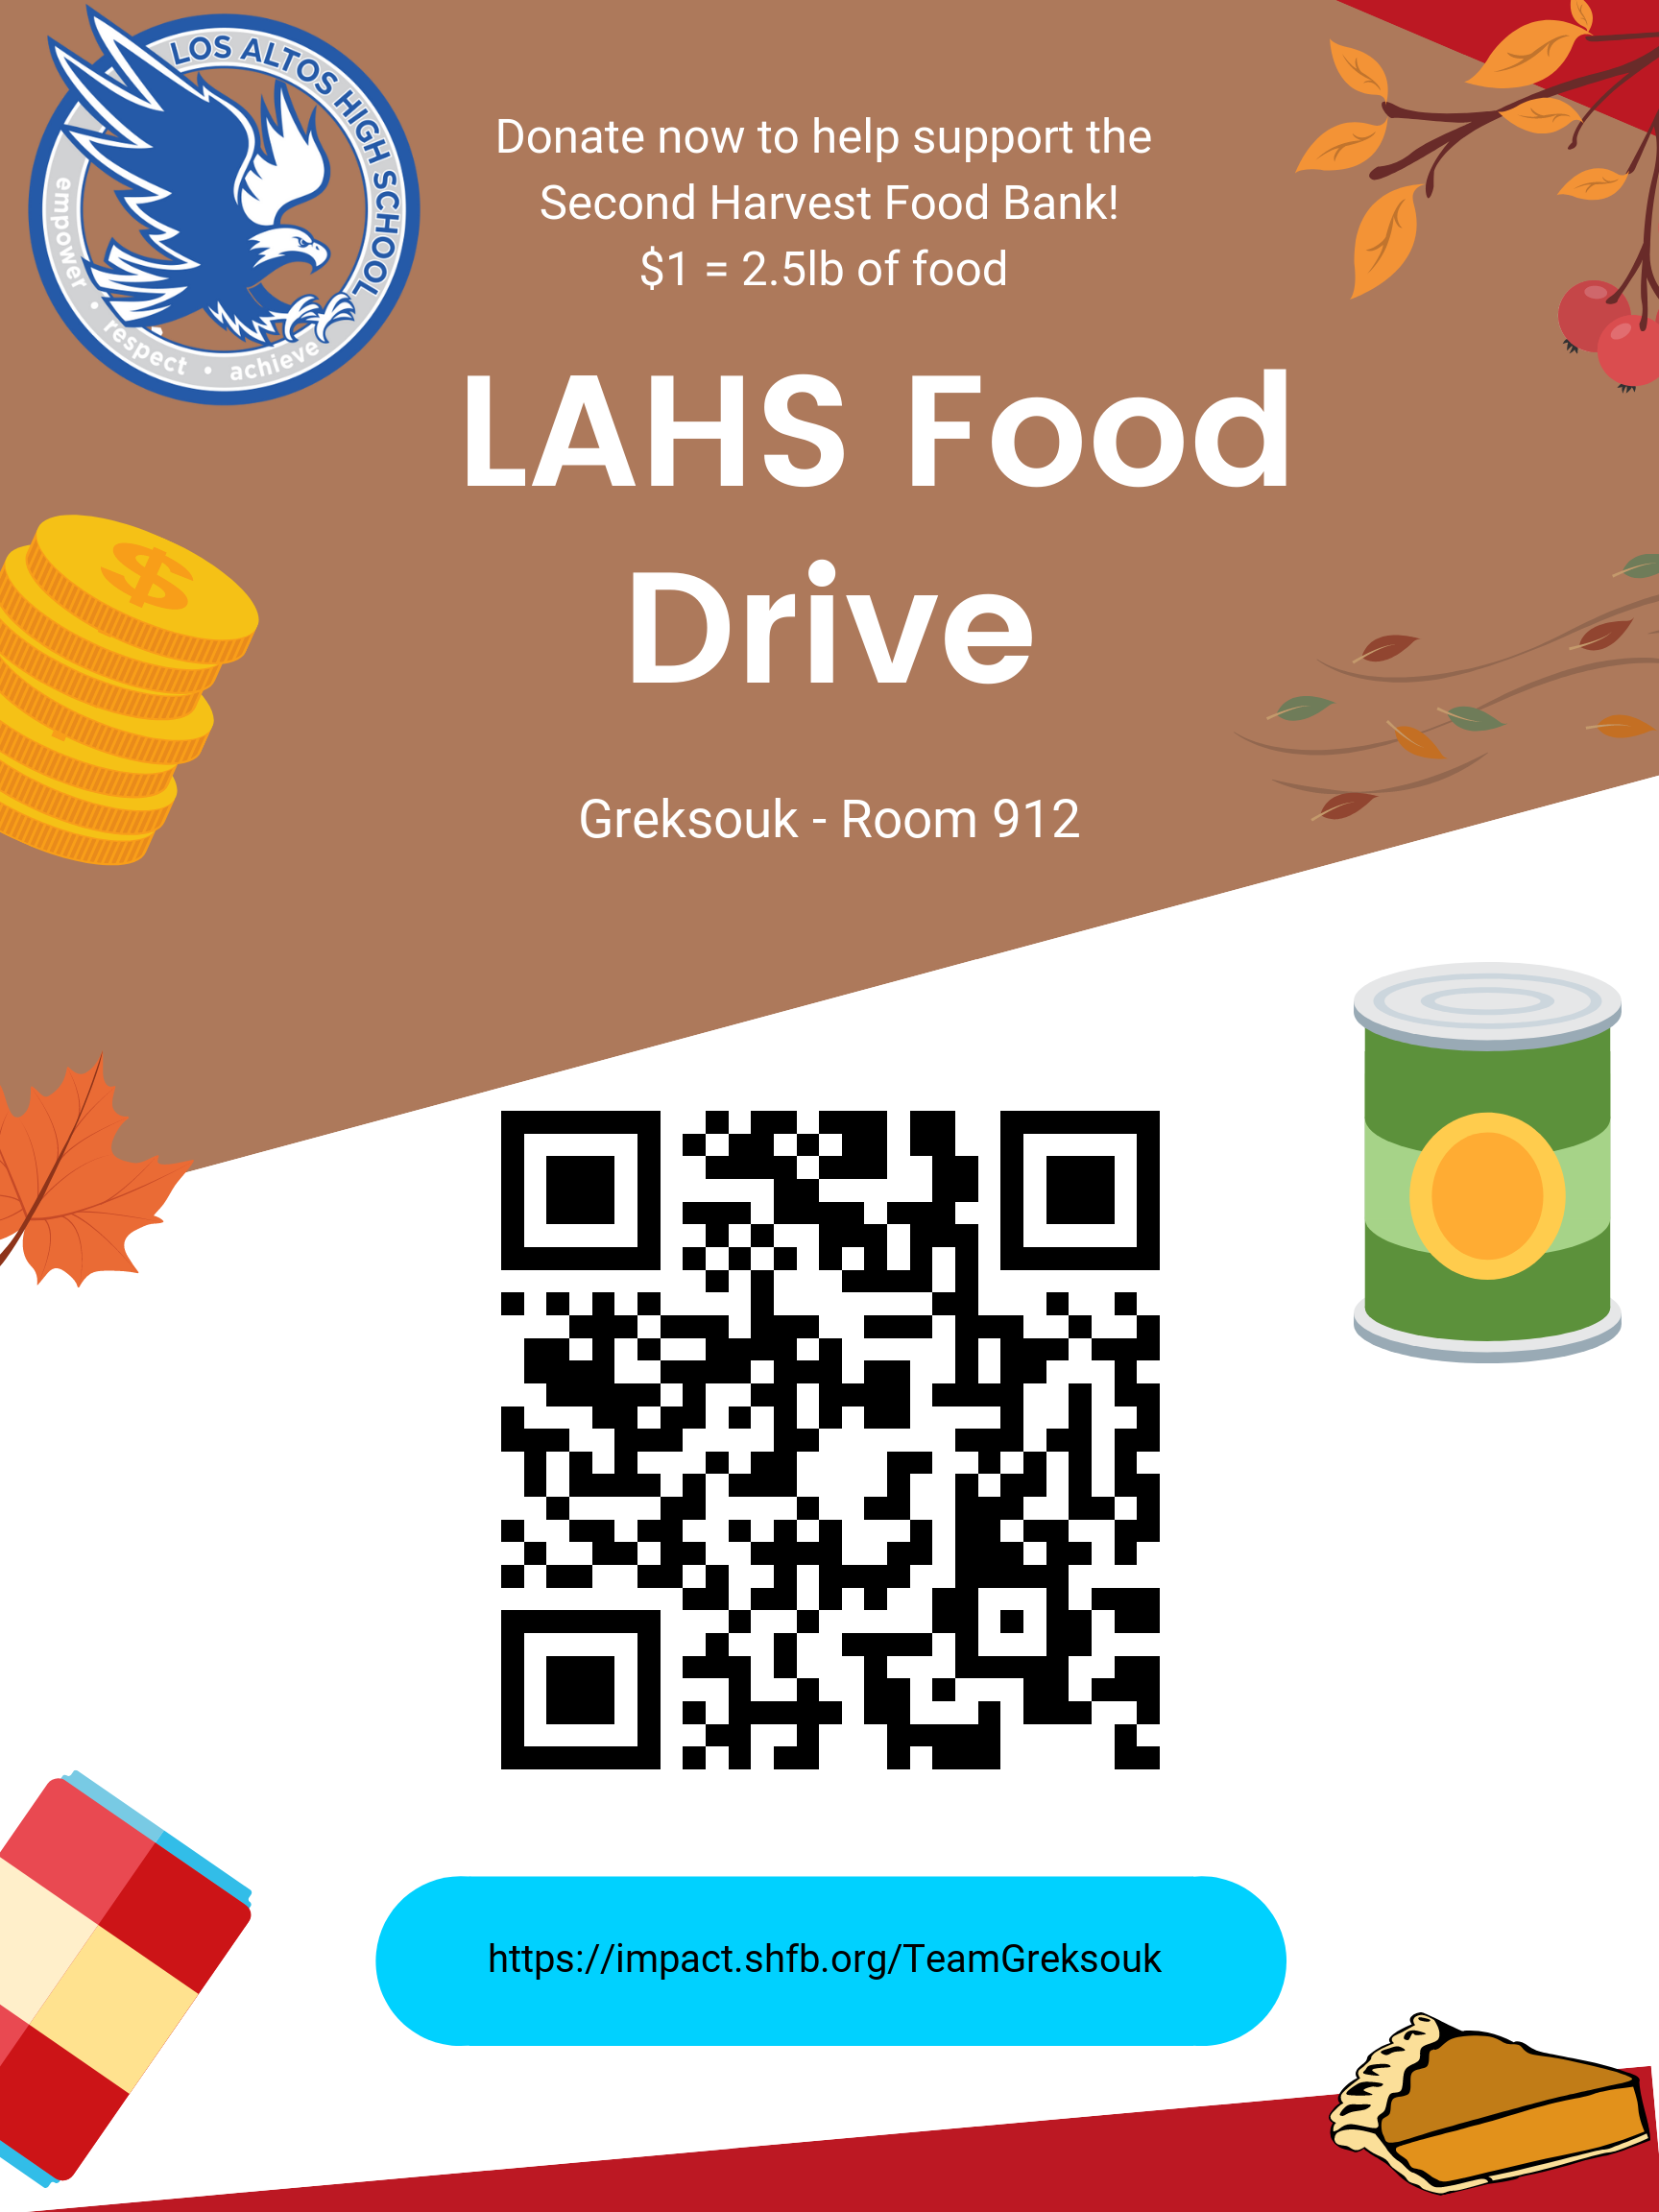 LOS ALTOS HIGH SCHOOL
empower • respect • achieve
Donate now to help support the
Second Harvest Food Bank!
$1 = 2.5lb of food
LAHS Food
Drive
$
Greksouk - Room 912
https://impact.shfb.org/TeamGreksouk